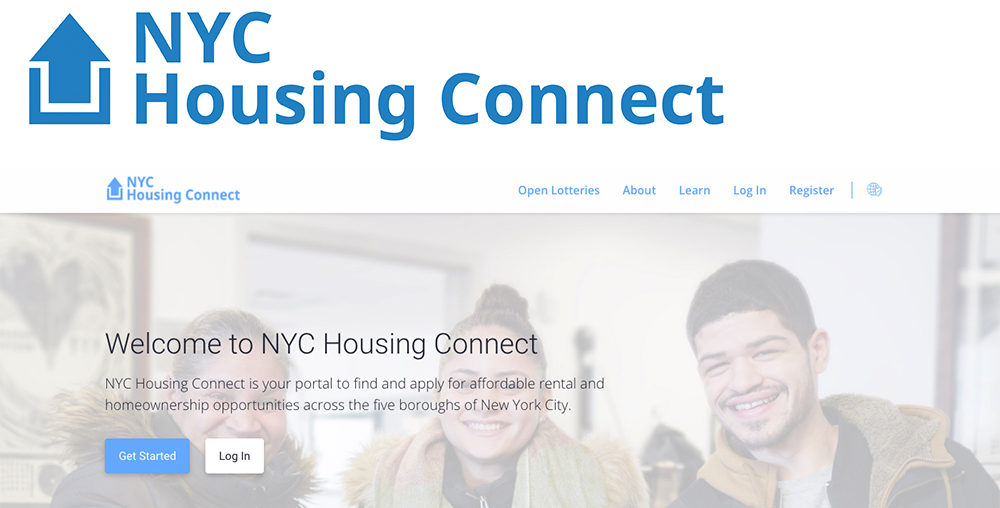 NYC
Housing Connect
NYC
Housing Connect
Open Lotteries About Learn Log In Register
Welcome to NYC Housing Connect
NYC Housing Connect is your portal to find and apply for affordable rental and
homeownership opportunities across the five boroughs of New York City.
Get Started Log In